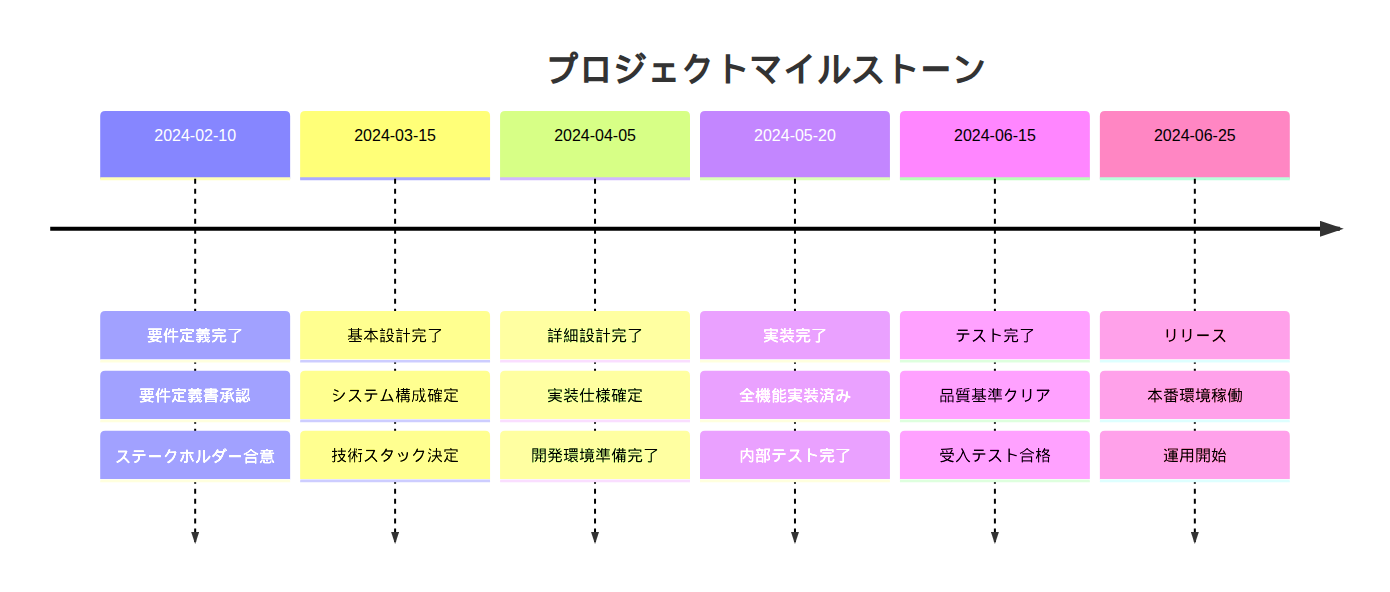 プロジェクトマイルストーン
2024-02-10
2024-03-15
2024-04-05
2024-05-20
2024-06-15
2024-06-25
要件定義完了
基本設計完了
詳細設計完了
実装完了
テスト完了
リリース
要件定義書承認
システム構成確定
実装仕様確定
全機能実装済み
品質基準クリア
本番環境稼働
ステークホルダー合意
技術スタック決定
開発環境準備完了
内部テスト完了
受入テスト合格
運用開始